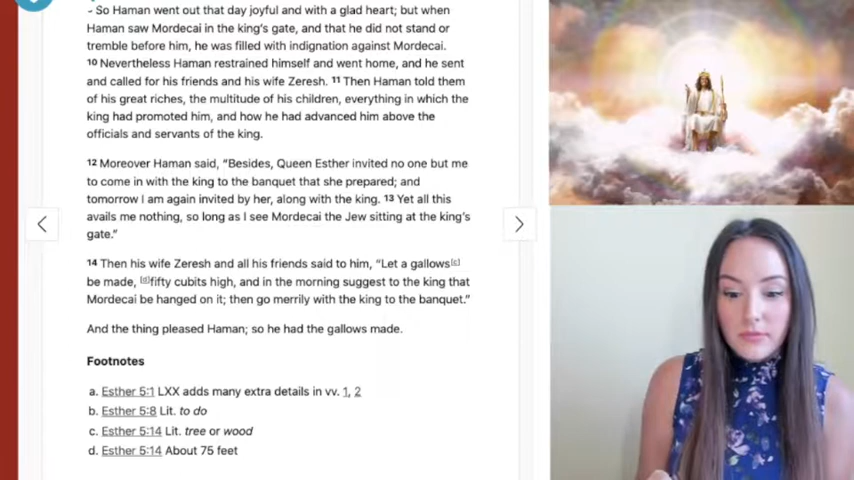 So Haman went out that day joyful and with a glad heart; but when
Haman saw Mordecai in the king's gate, and that he did not stand or
tremble before him, he was filled with indignation against Mordecai.
10 Nevertheless Haman restrained himself and went home, and he sent
and called for his friends and his wife Zeresh. 11 Then Haman told them
of his great riches, the multitude of his children, everything in which the
king had promoted him, and how he had advanced him above the
officials and servants of the king.
12 Moreover Haman said, “Besides, Queen Esther invited no one but me
to come in with the king to the banquet that she prepared; and
tomorrow I am again invited by her, along with the king. 13 Yet all this
avails me nothing, so long as I see Mordecai the Jew sitting at the king's
gate.”
14 Then his wife Zeresh and all his friends said to him, “Let a gallows[c]
be made, [d]fifty cubits high, and in the morning suggest to the king that
Mordecai be hanged on it; then go merrily with the king to the banquet.”
And the thing pleased Haman; so he had the gallows made.
Footnotes
a. Esther 5:1 LXX adds many extra details in vv. 1, 2
b. Esther 5:8 Lit. to do
c. Esther 5:14 Lit. tree or wood
d. Esther 5:14 About 75 feet